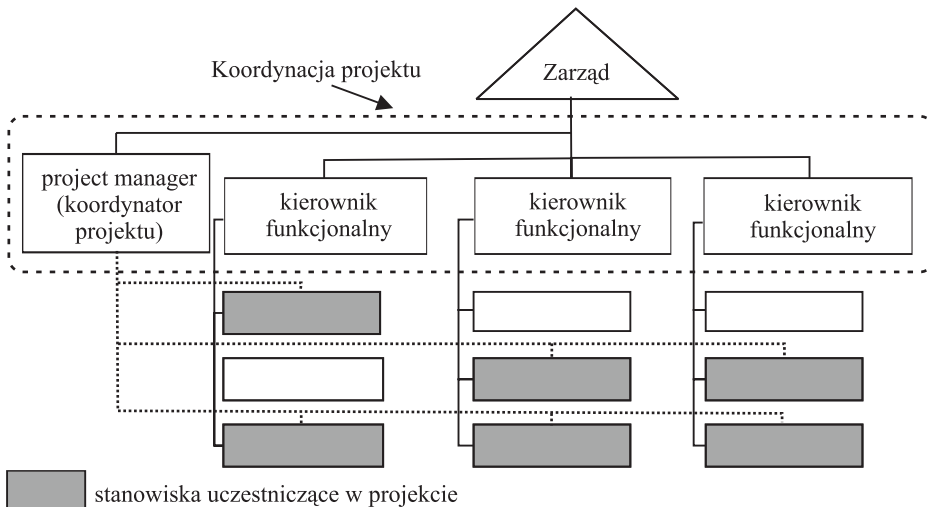 Koordynacja projektu
Zarząd
project manager
(koordynator
projektu)
kierownik
funkcjonalny
kierownik
funkcjonalny
kierownik
funkcjonalny
stanowiska uczestniczące w projekcie